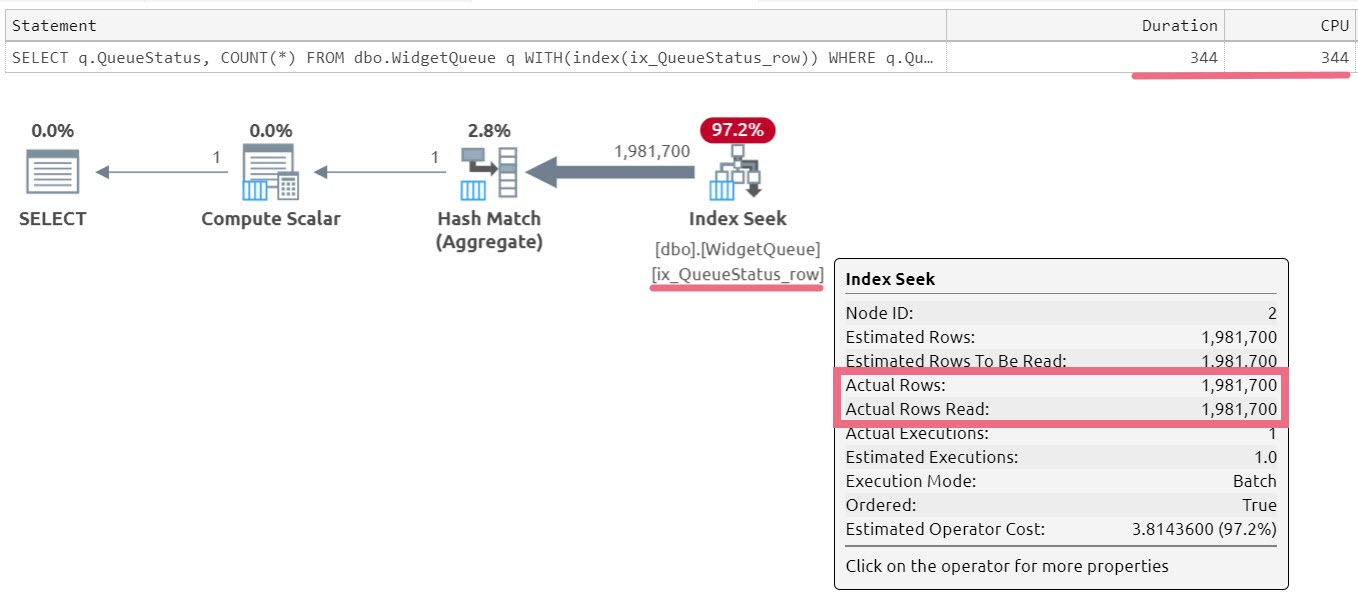 Statement Duration CPU
SELECT q.QueueStatus, COUNT(*) FROM dbo.WidgetQueue q WITH(index(ix_QueueStatus_row)) WHERE q.Qu… 344 344
0.0% 0.0% 2.8% 97.2%
1 1 1,981,700
SELECT Compute Scalar Hash Match Index Seek
(Aggregate) [dbo].[WidgetQueue]
[ix_QueueStatus_row]
Index Seek
Node ID: 2
Estimated Rows: 1,981,700
Estimated Rows To Be Read: 1,981,700
Actual Rows: 1,981,700
Actual Rows Read: 1,981,700
Actual Executions: 1
Estimated Executions: 1.0
Execution Mode: Batch
Ordered: True
Estimated Operator Cost: 3.8143600 (97.2%)
Click on the operator for more properties